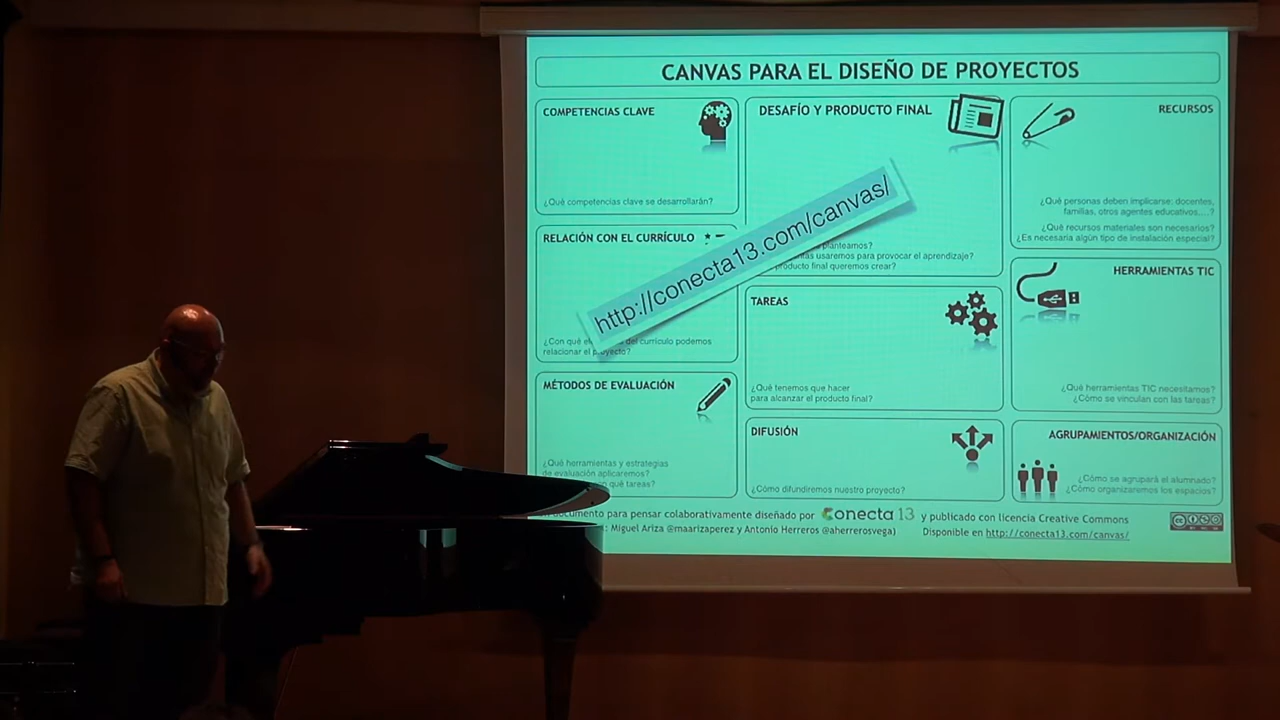 CANVAS PARA EL DISEÑO DE PROYECTOS
COMPETENCIAS CLAVE
¿Qué competencias clave se desarrollarán?
RELACIÓN CON EL CURRÍCULO
¿Con qué
del currículo podemos
relacionar el proyecto?
MÉTODOS DE EVALUACIÓN
¿Qué herramientas y estrategias
de evaluación aplicaremos?
qué tareas?
DESAFÍO Y PRODUCTO FINAL
planteamos?
usaremos para provocar el aprendizaje?
producto final queremos crear?
http://conecta13.com/canvas/
TAREAS
¿Qué tenemos que hacer
para alcanzar el producto final?
DIFUSIÓN
¿Cómo difundiremos nuestro proyecto?
RECURSOS
¿Qué personas deben implicarse: docentes,
familias, otros agentes educativos....?
¿Qué recursos materiales son necesarios?
¿Es necesaria algún tipo de instalación especial?
HERRAMIENTAS TIC
¿Qué herramientas TIC necesitamos?
¿Cómo se vinculan con las tareas?
AGRUPAMIENTOS/ORGANIZACIÓN
¿Cómo se agrupará el alumnado?
¿Cómo organizaremos los espacios?
documento para pensar colaborativamente diseñado por Conecta 13 y publicado con licencia Creative Commons
: Miguel Ariza @maarizaperez y Antonio Herreros @aherrerosvega) Disponible en http://conecta13.com/canvas/